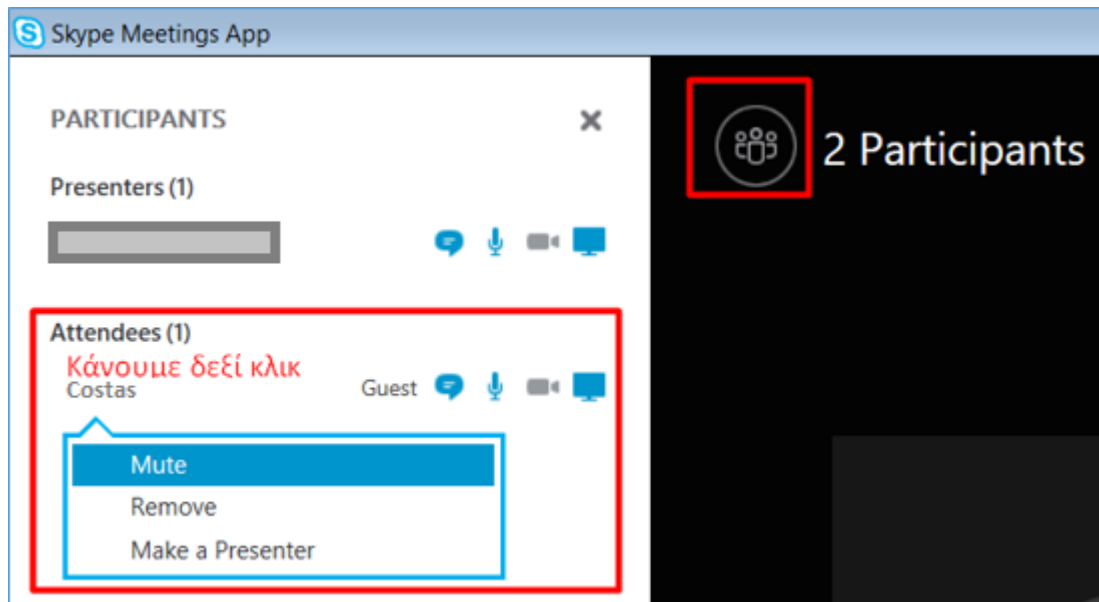 Skype Meetings App
PARTICIPANTS
2 Participants
Presenters (1)
Attendees (1)
Κάνουμε δεξί κλικ
Costas Guest
Mute
Remove
Make a Presenter